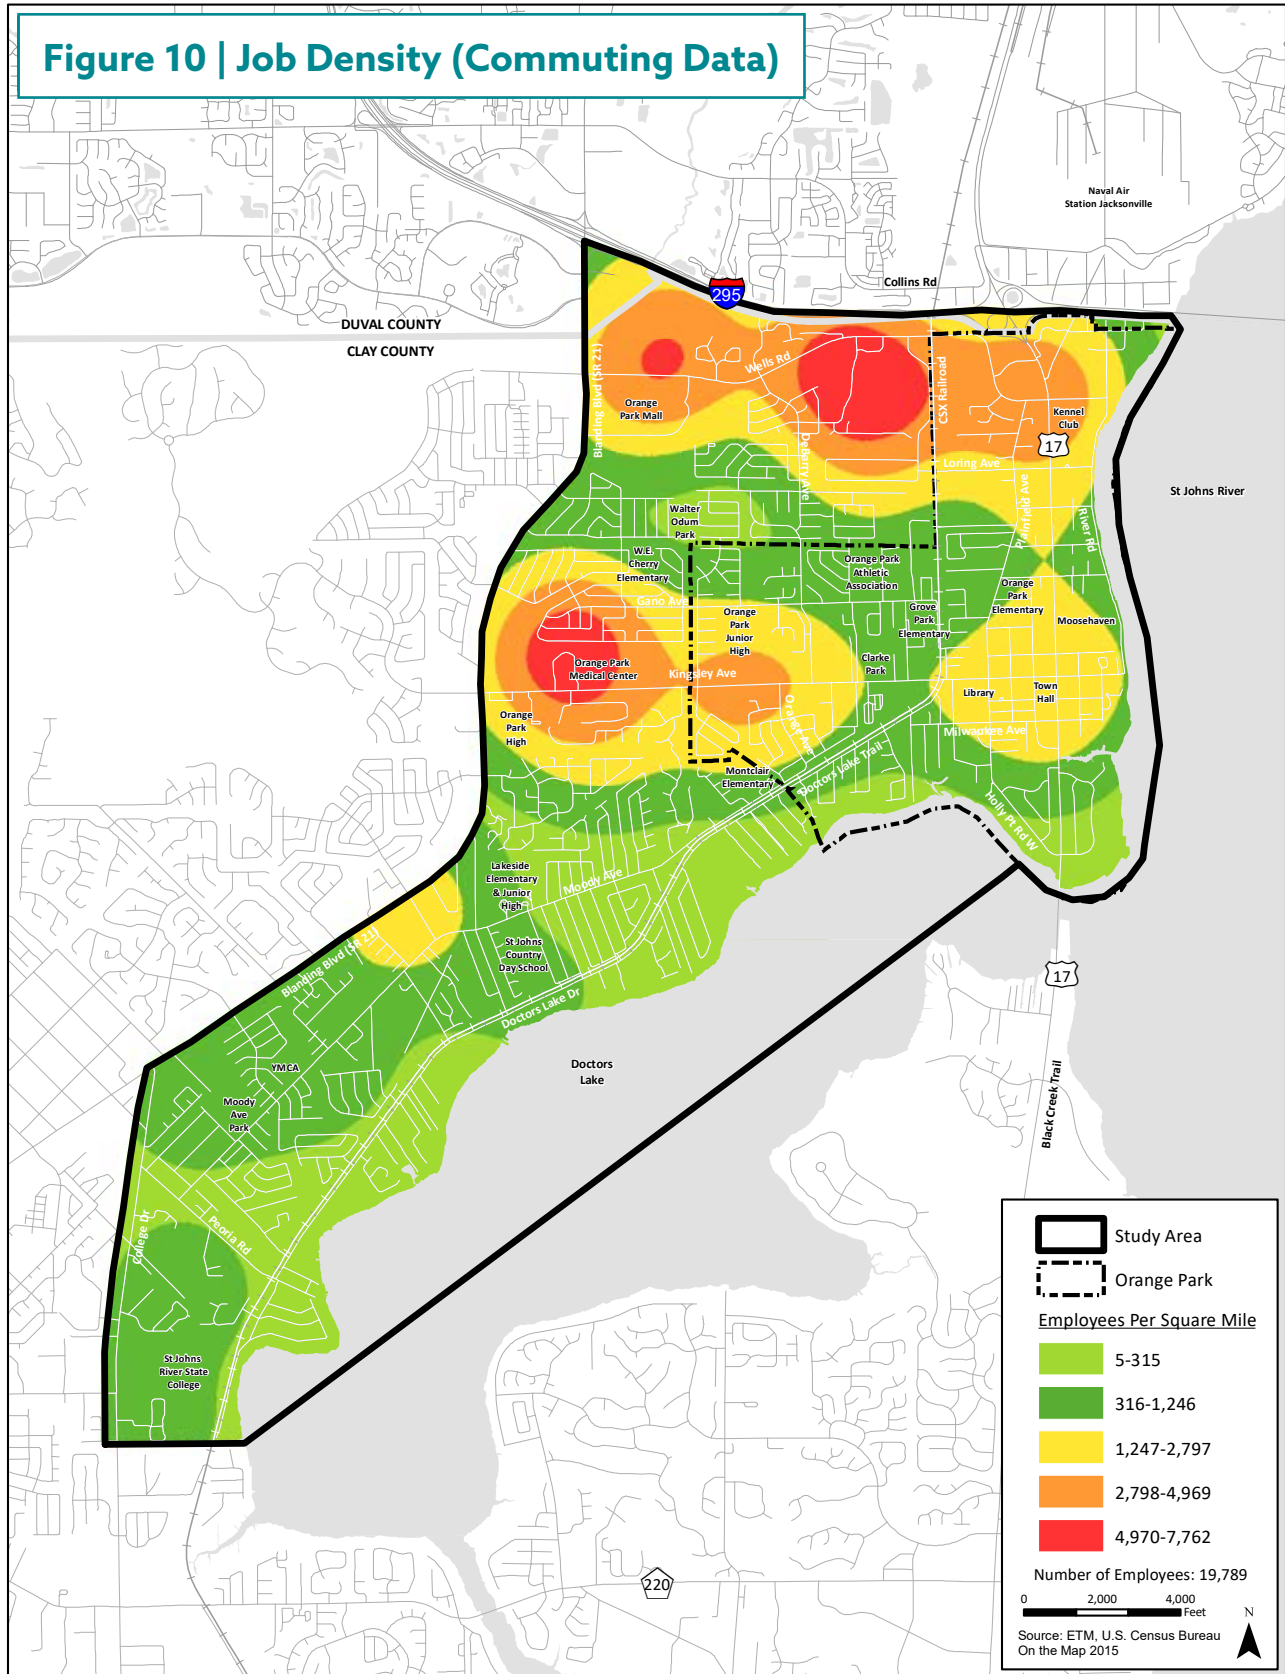 Figure 10 | Job Density (Commuting Data)
Naval Air
Station Jacksonville
Collins Rd
295
DUVAL COUNTY
CLAY COUNTY
Blanding Blvd (SR 21)
Wells Rd
CSX Railroad
Orange
Park Mall
Kennel
Club
17
DeBarry Ave
Loring Ave
Plainfield Ave
River Rd
St Johns River
Walter
Odum
Park
W.E.
Cherry
Elementary
Orange Park
Athletic
Association
Orange
Park
Elementary
Gano Ave
Orange
Park
Junior
High
Grove
Park
Elementary
Moosehaven
Orange Park
Medical Center
Kingsley Ave
Clarke
Park
Library
Town
Hall
Orange
Park
High
Orange Ave
Milwaukee Ave
Montclair
Elementary
Doctors Lake Trail
Holly Pt Rd W
Lakeside
Elementary
& Junior
High
Moody Ave
Blanding Blvd (SR 21)
St Johns
Country
Day School
Doctors Lake Dr
17
Doctors
Lake
YMCA
Moody
Ave
Park
Black Creek Trail
College Dr
Peoria Rd
St Johns
River State
College
220
Study Area
Orange Park
Employees Per Square Mile
5-315
316-1,246
1,247-2,797
2,798-4,969
4,970-7,762
Number of Employees: 19,789
0 2,000 4,000
Feet
N
Source: ETM, U.S. Census Bureau
On the Map 2015